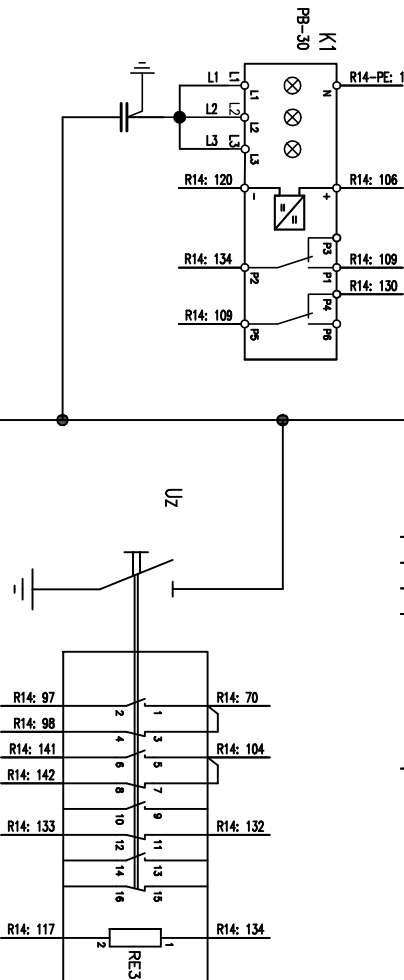 K1
PB-30
R14-PE: 1
N
L1 L1 L1
L2 L2 L2
L3 L3 L3
R14: 120
-
+
R14: 106
=
=
P3
R14: 134
P2
P1
R14: 109
R14: 130
P4
R14: 109
P5
P6
Uz
R14: 97
2
1
R14: 70
R14: 98
4
3
R14: 141
6
5
R14: 104
R14: 142
8
7
10
9
R14: 133
12
11
R14: 132
14
13
16
15
R14: 117
2
1
R14: 134
RE3